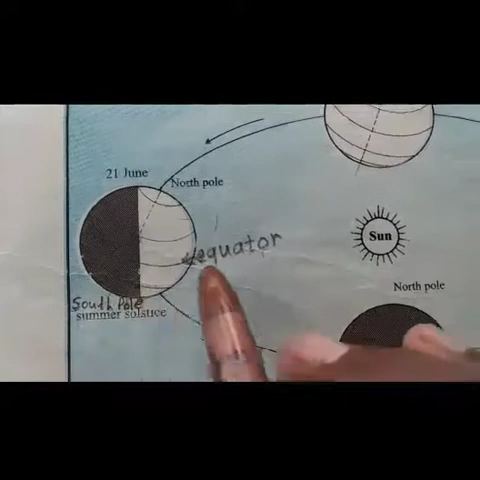 21 June
North pole
equator
Sun
North pole
South Pole
summer solstice